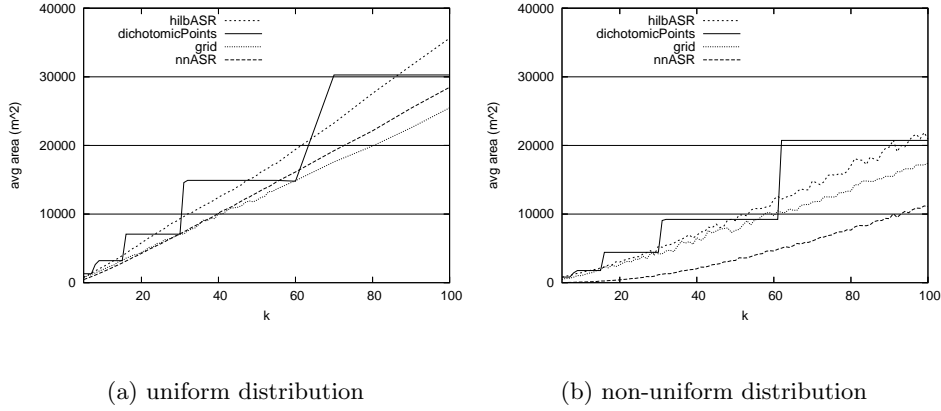 40000
30000
20000
10000
0
avg area (m^2)
hilbASR
dichotomicPoints
grid
nnASR
20 40 60 80 100
k
(a) uniform distribution
40000
30000
20000
10000
0
avg area (m^2)
hilbASR
dichotomicPoints
grid
nnASR
20 40 60 80 100
k
(b) non-uniform distribution